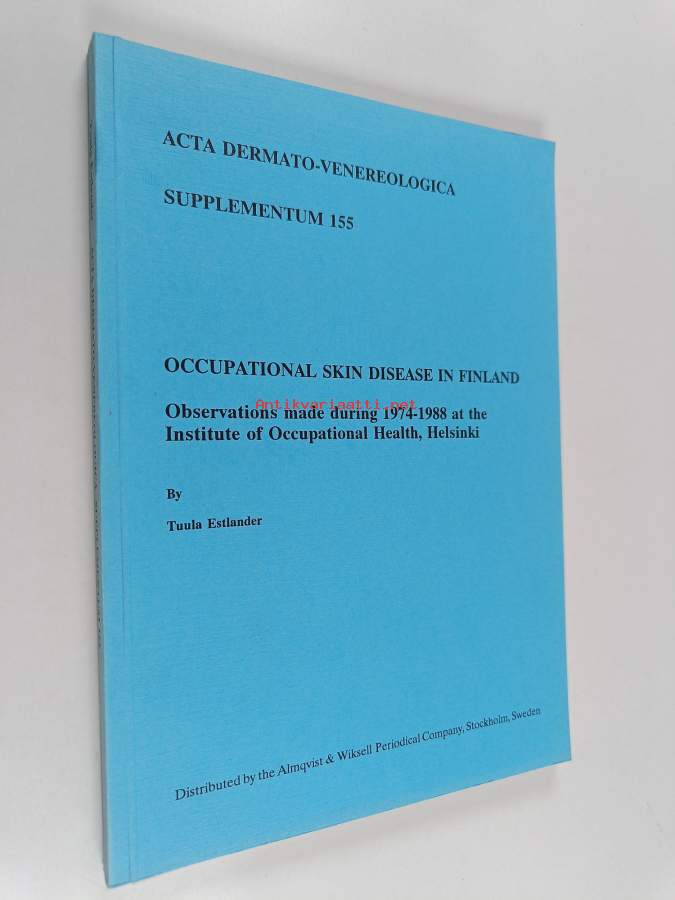 ACTA DERMATO-VENEREOLOGICA
SUPPLEMENTUM 155
OCCUPATIONAL SKIN DISEASE IN FINLAND
Antikvariaatti.net
Observations made during 1974-1988 at the
Institute of Occupational Health, Helsinki
By
Tuula Estlander
Distributed by the Almqvist & Wiksell Periodical Company, Stockholm, Sweden